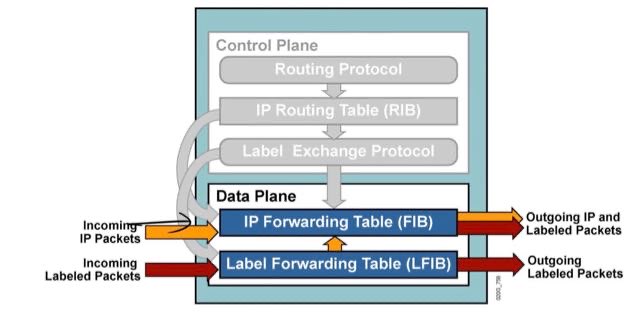 Control Plane
Routing Protocol
IP Routing Table (RIB)
Label Exchange Protocol
Data Plane
Incoming
IP Packets
IP Forwarding Table (FIB)
Outgoing IP and
Labeled Packets
Incoming
Labeled Packets
Label Forwarding Table (LFIB)
Outgoing
Labeled Packets